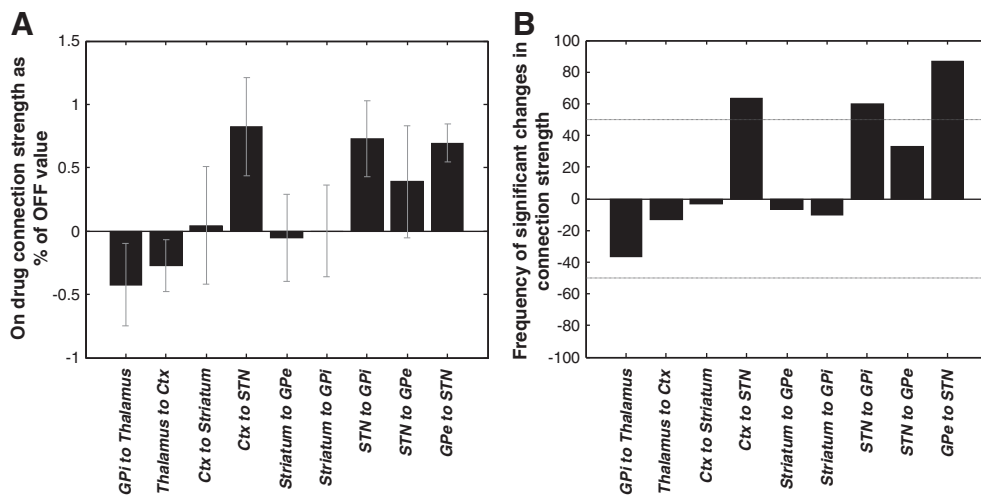 A
On drug connection strength as
% of OFF value
1.5
1
0.5
0
-0.5
-1
GPi to Thalamus
Thalamus to Ctx
Ctx to Striatum
Ctx to STN
Striatum to GPe
Striatum to GPi
STN to GPi
STN to GPe
GPe to STN
B
Frequency of significant changes in
connection strength
100
80
60
40
20
0
-20
-40
-60
-80
-100
GPi to Thalamus
Thalamus to Ctx
Ctx to Striatum
Ctx to STN
Striatum to GPe
Striatum to GPi
STN to GPi
STN to GPe
GPe to STN